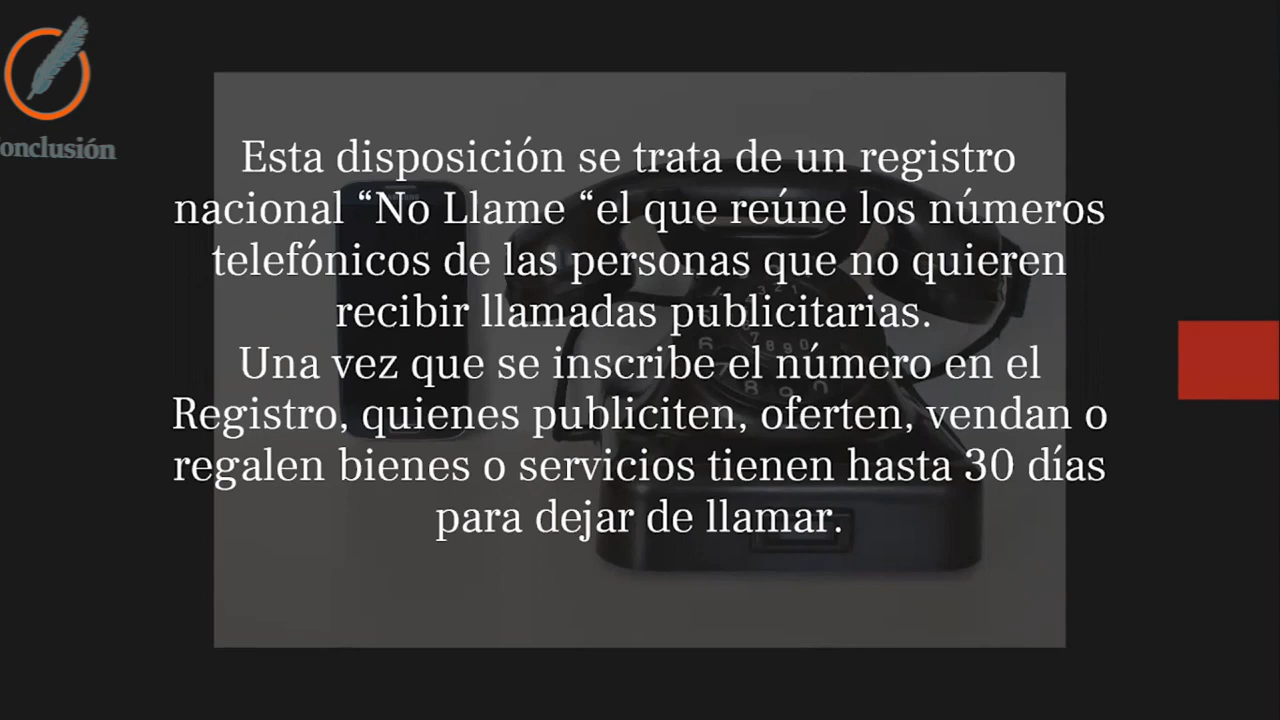 onclusión
Esta disposición se trata de un registro
nacional “No Llame “el que reúne los números
telefónicos de las personas que no quieren
recibir llamadas publicitarias.
Una vez que se inscribe el número en el
Registro, quienes publiciten, oferten, vendan o
regalen bienes o servicios tienen hasta 30 días
para dejar de llamar.